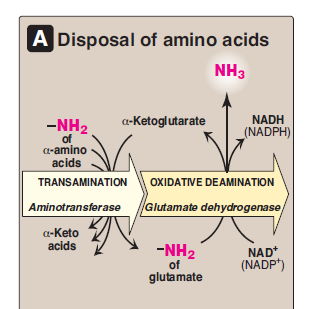 A Disposal of amino acids
NH₃
–NH₂
of
α-amino
acids
α-Ketoglutarate
NADH
(NADPH)
TRANSAMINATION
Aminotransferase
OXIDATIVE DEAMINATION
Glutamate dehydrogenase
α-Keto
acids
–NH₂
of
glutamate
NAD⁺
(NADP⁺)